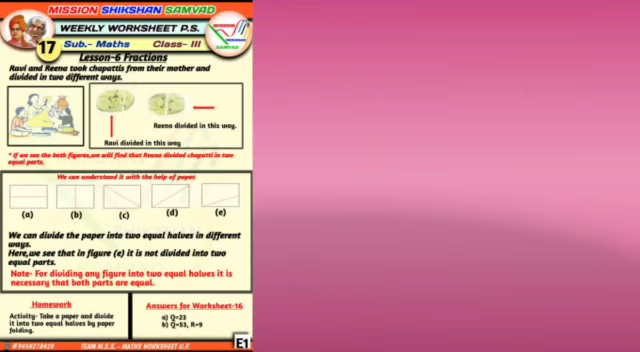 MISSION SHIKSHAN SAMVAD
WEEKLY WORKSHEET P.S.
MISSION
SHIKSHAN
SAMVAD
17 Sub.- Maths Class- III
Lesson-6 Fractions
Ravi and Reena took chapattis from their mother and
divided in two different ways.
Reena divided in this way.
Ravi divided in this way
* If we see the both figures,we will find that Reena divided chapatti in two
equal parts.
We can understand it with the help of paper
(a) (b) (c) (d) (e)
We can divide the paper into two equal halves in different
ways.
Here,we see that in figure (e) it is not divided into two
equal parts.
Note- For dividing any figure into two equal halves it is
necessary that both parts are equal.
Homework
Activity- Take a paper and divide
it into two equal halves by paper
folding.
Answers for Worksheet-16
a) Q=23
b) Q=53, R=9
E1
#9458278429 TEAM M.S.S. - MATHS WORKSHEET U.P.